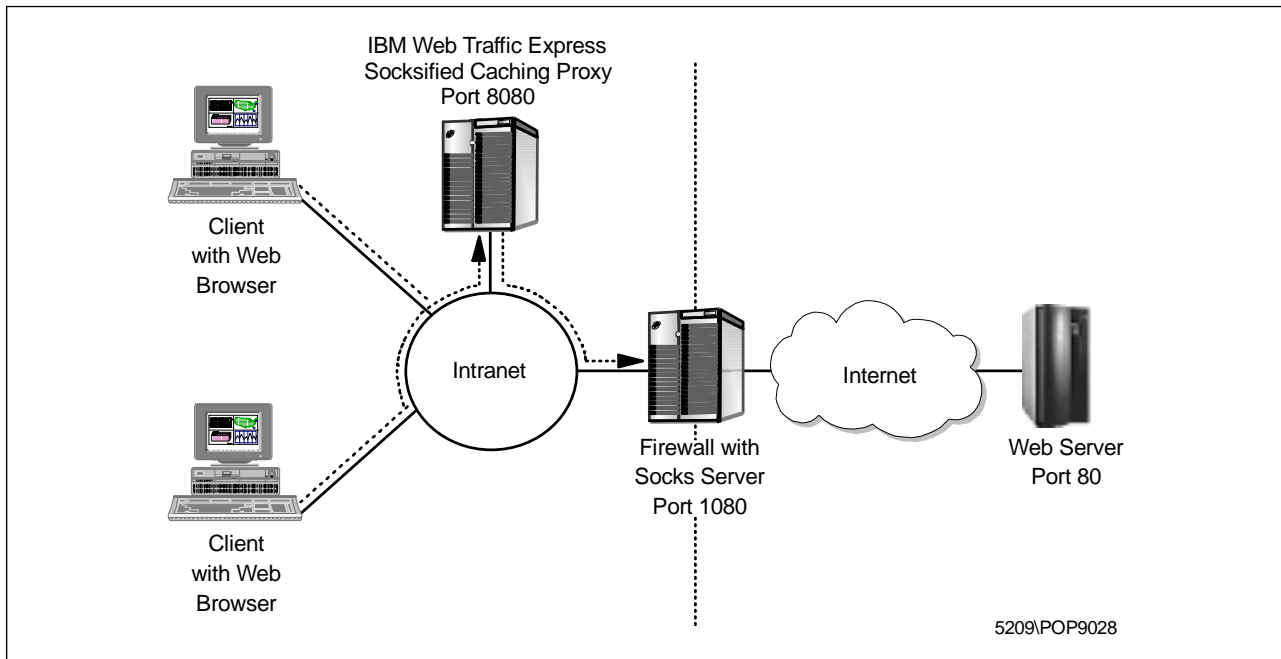 IBM Web Traffic Express
Socksified Caching Proxy
Port 8080
Client
with Web
Browser
Intranet
Internet
Firewall with
Socks Server
Port 1080
Web Server
Port 80
Client
with Web
Browser
5209\POP9028